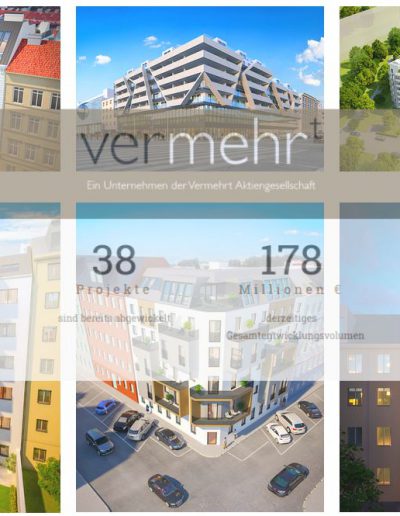 vermehrt
Ein Unternehmen der Vermehrt Aktiengesellschaft
38 178
Projekte Millionen €
sind bereits abgewickelt derzeitiges
Gesamtentwicklungsvolumen